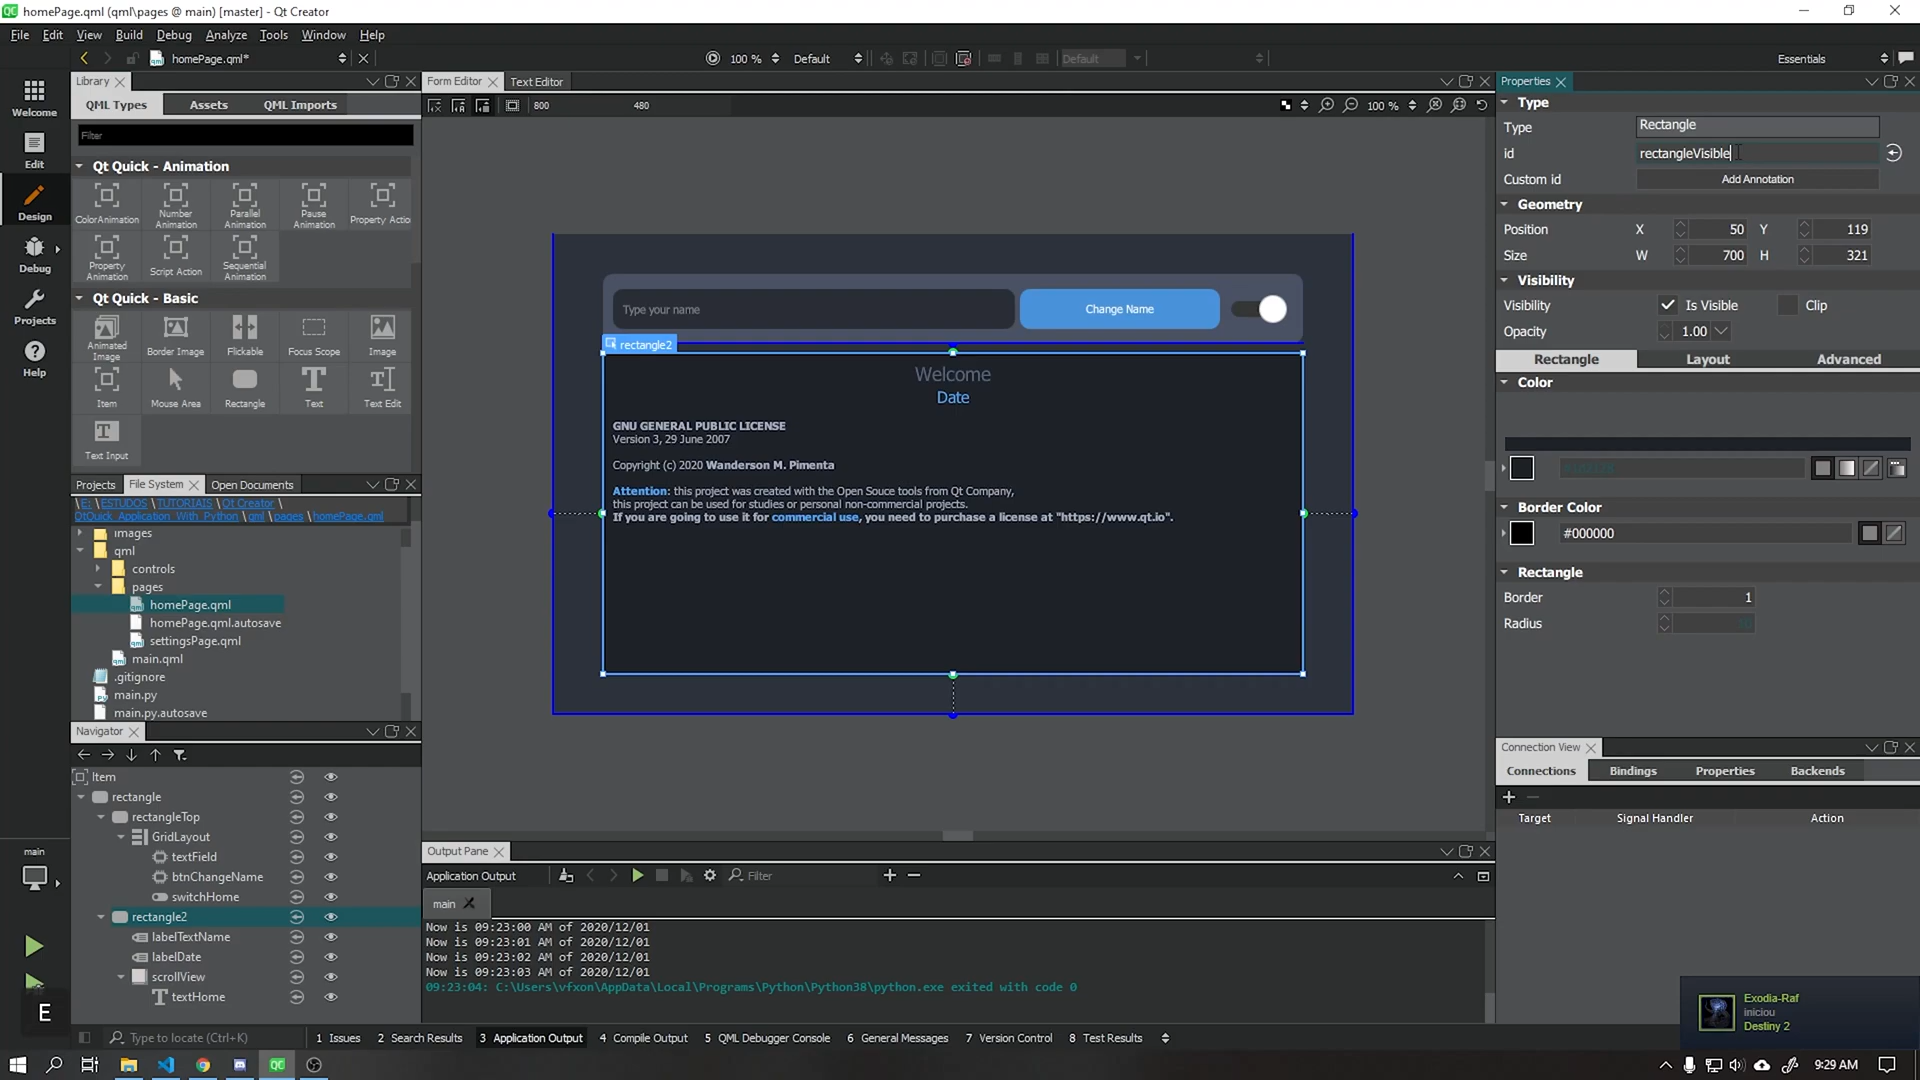 homePage.qml (qml\pages @ main) [master] - Qt Creator
File Edit View Build Debug Analyze Tools Window Help
homePage.qml*
100 % Default
Default
Essentials
Welcome
Edit
Design
Debug
Projects
Help
main
E
Library
QML Types Assets QML Imports
Filter
Qt Quick - Animation
ColorAnimation
Number Animation
Parallel Animation
Pause Animation
Property Actio
Property Animation
Script Action
Sequential Animation
Qt Quick - Basic
Animated Image
Border Image
Flickable
Focus Scope
Image
Item
Mouse Area
Rectangle
Text
Text Edit
Text Input
Projects File System Open Documents
\E: \ESTUDOS \TUTORIAIS \Qt Creator \
QtQuick_Application_With_Python \qml \pages \homePage.qml
images
qml
controls
pages
homePage.qml
homePage.qml.autosave
settingsPage.qml
main.qml
.gitignore
main.py
main.py.autosave
Navigator
Item
rectangle
rectangleTop
GridLayout
textField
btnChangeName
switchHome
rectangle2
labelTextName
labelDate
scrollView
textHome
Form Editor Text Editor
800 480
100 %
Type your name
Change Name
rectangle2
Welcome
Date
GNU GENERAL PUBLIC LICENSE
Version 3, 29 June 2007
Copyright (c) 2020 Wanderson M. Pimenta
Attention: this project was created with the Open Souce tools from Qt Company,
this project can be used for studies or personal non-commercial projects.
If you are going to use it for commercial use, you need to purchase a license at "https://www.qt.io".
Output Pane
Application Output
Filter
main
Now is 09:23:00 AM of 2020/12/01
Now is 09:23:01 AM of 2020/12/01
Now is 09:23:02 AM of 2020/12/01
Now is 09:23:03 AM of 2020/12/01
09:23:04: C:\Users\vfxon\AppData\Local\Programs\Python\Python38\python.exe exited with code 0
Properties
Type
Type Rectangle
id rectangleVisible
Custom id Add Annotation
Geometry
Position X 50 Y 119
Size W 700 H 321
Visibility
Visibility Is Visible Clip
Opacity 1.00
Rectangle Layout Advanced
Color
Border Color
#000000
Rectangle
Border 1
Radius
Connection View
Connections Bindings Properties Backends
Target Signal Handler Action
Exodia-Raf
iniciou
Destiny 2
Type to locate (Ctrl+K)
1 Issues 2 Search Results 3 Application Output 4 Compile Output 5 QML Debugger Console 6 General Messages 7 Version Control 8 Test Results
9:29 AM